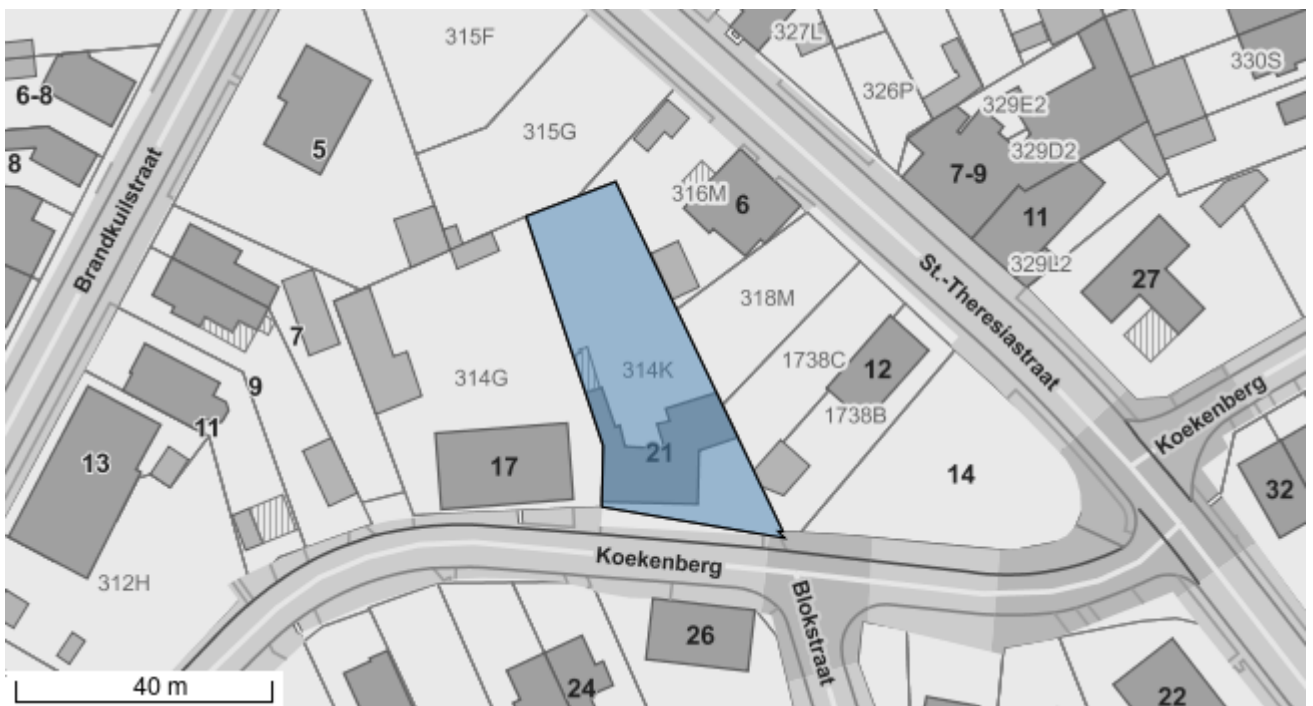 327L
315F
330S
6-8
326P
329E2
315G
5
329D2
8
7-9
316M
6
11
Brandkuilstraat
St.-Theresiastraat
329L2
27
318M
7
1738C
314G
314K
12
9
Koekenberg
1738B
11
13
21
17
14
32
Koekenberg
312H
Blokstraat
26
40 m
24
22